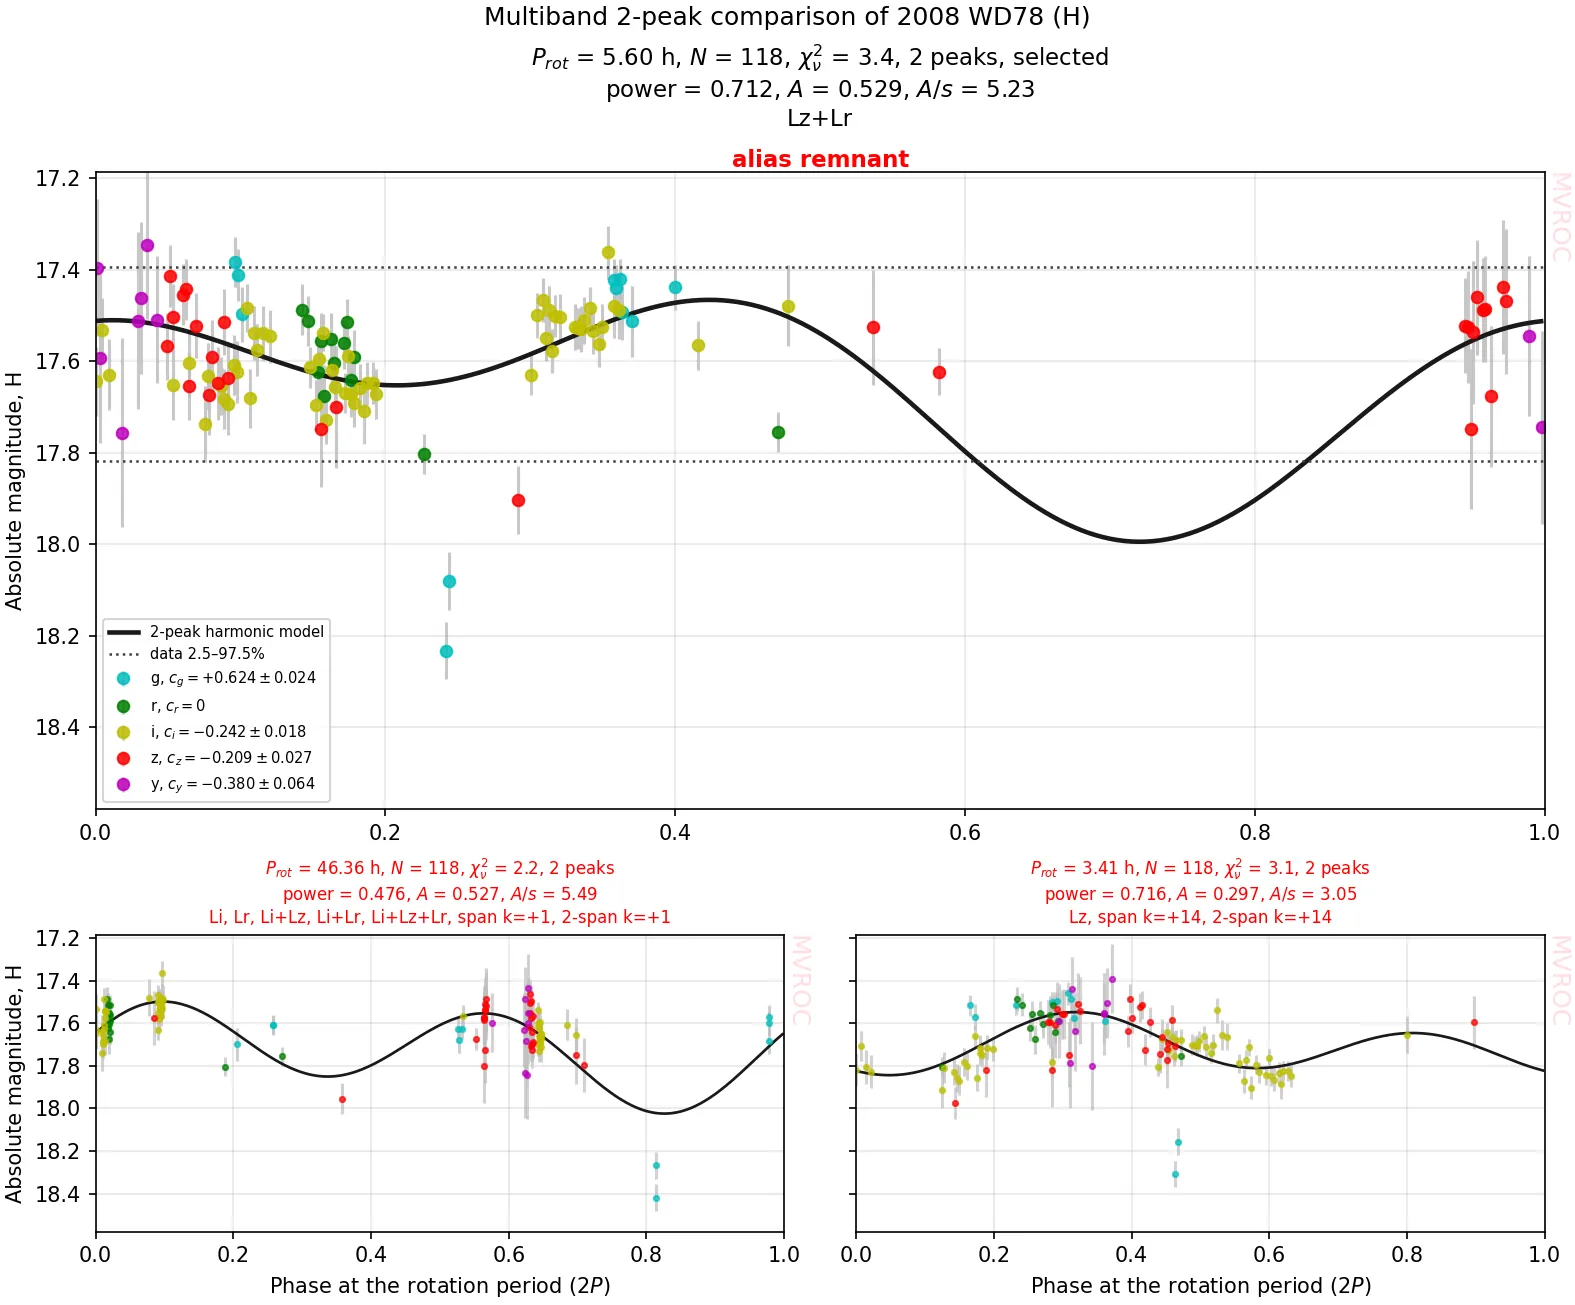 Multiband 2-peak comparison of 2008 WD78 (H)
P_rot = 5.60 h, N = 118, χ²_ν = 3.4, 2 peaks, selected
power = 0.712, A = 0.529, A/s = 5.23
Lz+Lr
alias remnant
MVROC
Absolute magnitude, H
17.2
17.4
17.6
17.8
18.0
18.2
18.4
2-peak harmonic model
data 2.5–97.5%
g, c_g = +0.624 ± 0.024
r, c_r = 0
i, c_i = −0.242 ± 0.018
z, c_z = −0.209 ± 0.027
y, c_y = −0.380 ± 0.064
0.0 0.2 0.4 0.6 0.8 1.0
P_rot = 46.36 h, N = 118, χ²_ν = 2.2, 2 peaks
power = 0.476, A = 0.527, A/s = 5.49
Li, Lr, Li+Lz, Li+Lr, Li+Lz+Lr, span k=+1, 2-span k=+1
MVROC
Absolute magnitude, H
17.2
17.4
17.6
17.8
18.0
18.2
18.4
0.0 0.2 0.4 0.6 0.8 1.0
Phase at the rotation period (2P)
P_rot = 3.41 h, N = 118, χ²_ν = 3.1, 2 peaks
power = 0.716, A = 0.297, A/s = 3.05
Lz, span k=+14, 2-span k=+14
MVROC
0.0 0.2 0.4 0.6 0.8 1.0
Phase at the rotation period (2P)